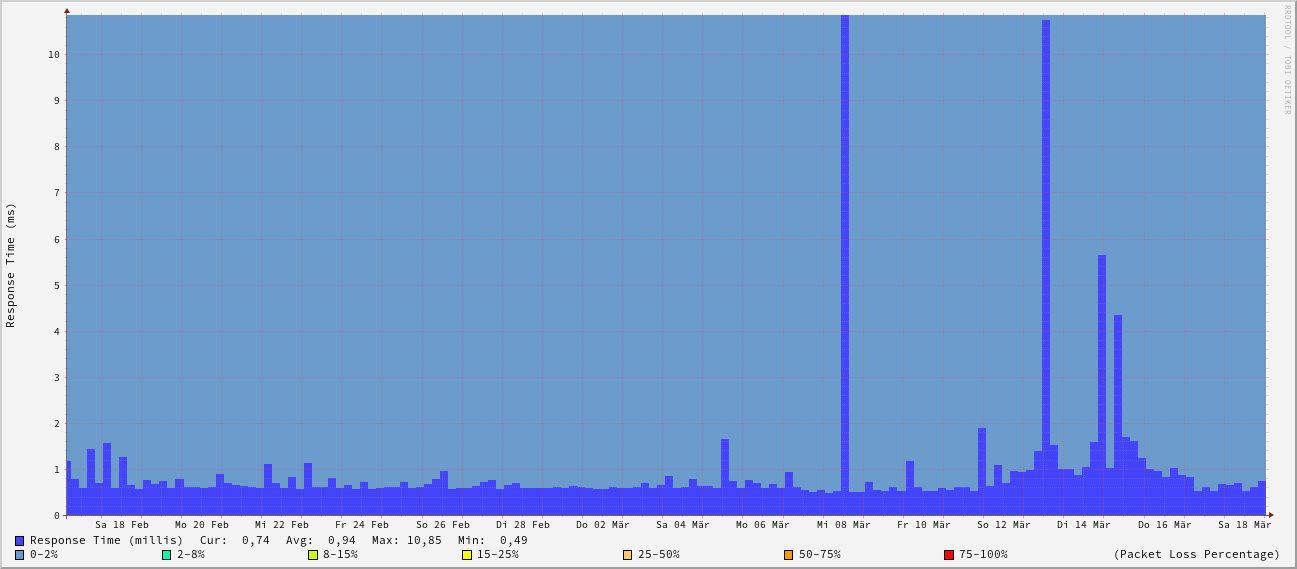 RRDTOOL / TOBI OETIKER
Response Time (ms)
10
9
8
7
6
5
4
3
2
1
0
Sa 18 Feb Mo 20 Feb Mi 22 Feb Fr 24 Feb So 26 Feb Di 28 Feb Do 02 Mär Sa 04 Mär Mo 06 Mär Mi 08 Mär Fr 10 Mär So 12 Mär Di 14 Mär Do 16 Mär Sa 18 Mär
Response Time (millis) Cur: 0,74 Avg: 0,94 Max: 10,85 Min: 0,49
0-2% 2-8% 8-15% 15-25% 25-50% 50-75% 75-100% (Packet Loss Percentage)